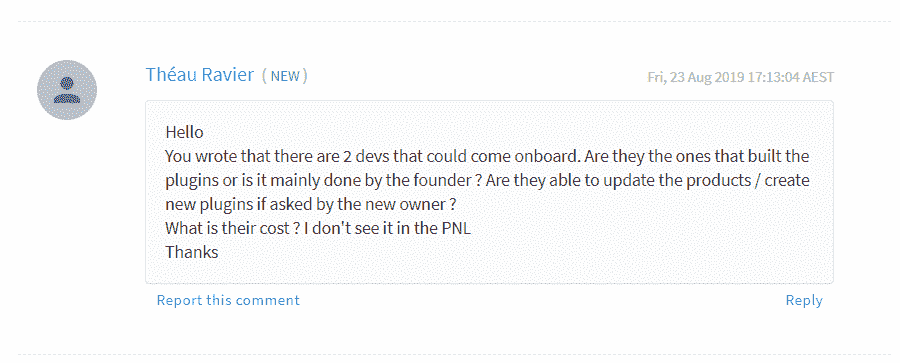 Théau Ravier (NEW)
Fri, 23 Aug 2019 17:13:04 AEST
Hello
You wrote that there are 2 devs that could come onboard. Are they the ones that built the
plugins or is it mainly done by the founder ? Are they able to update the products / create
new plugins if asked by the new owner ?
What is their cost ? I don't see it in the PNL
Thanks
Report this comment
Reply